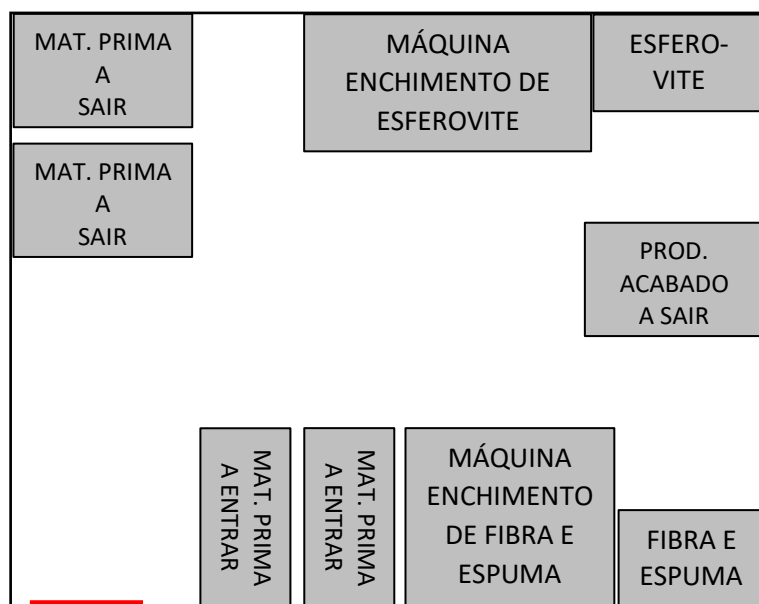 MAT. PRIMA
A
SAIR
MÁQUINA
ENCHIMENTO DE
ESFEROVITE
ESFERO-
VITE
MAT. PRIMA
A
SAIR
PROD.
ACABADO
A SAIR
MAT. PRIMA
A ENTRAR
MAT. PRIMA
A ENTRAR
MÁQUINA
ENCHIMENTO
DE FIBRA E
ESPUMA
FIBRA E
ESPUMA